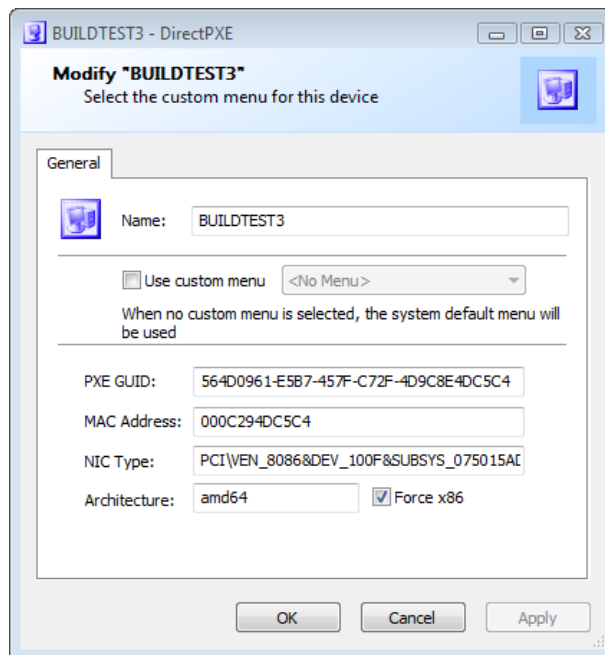 BUILDTEST3 - DirectPXE
Modify "BUILDTEST3"
Select the custom menu for this device
General
Name: BUILDTEST3
Use custom menu <No Menu>
When no custom menu is selected, the system default menu will
be used
PXE GUID: 564D0961-E5B7-457F-C72F-4D9C8E4DC5C4
MAC Address: 000C294DC5C4
NIC Type: PCI\VEN_8086&DEV_100F&SUBSYS_075015AD
Architecture: amd64 Force x86
OK Cancel Apply